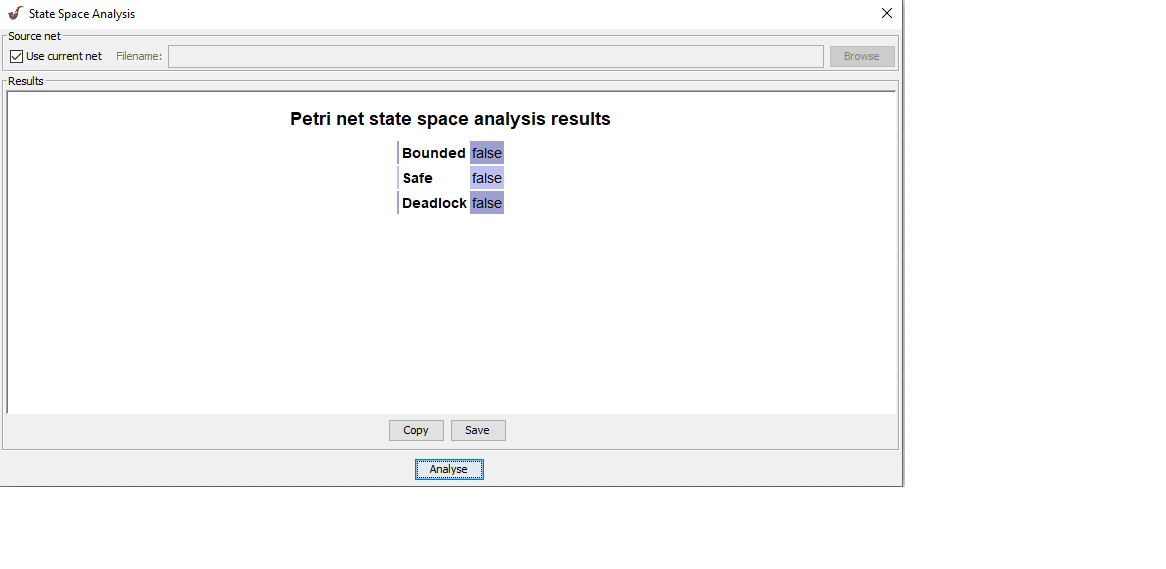 State Space Analysis
Source net
Use current net Filename: Browse
Results
Petri net state space analysis results
Bounded false
Safe false
Deadlock false
Copy Save
Analyse